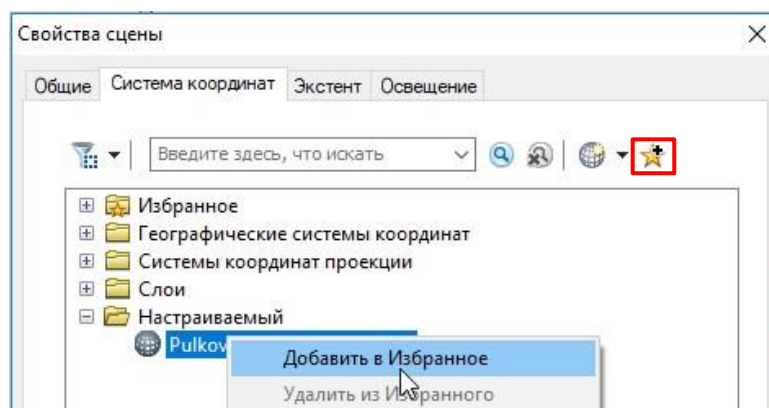 Свойства сцены
Общие Система координат Экстент Освещение
Введите здесь, что искать
Избранное
Географические системы координат
Системы координат проекции
Слои
Настраиваемый
Pulkov
Добавить в Избранное
Удалить из Избранного